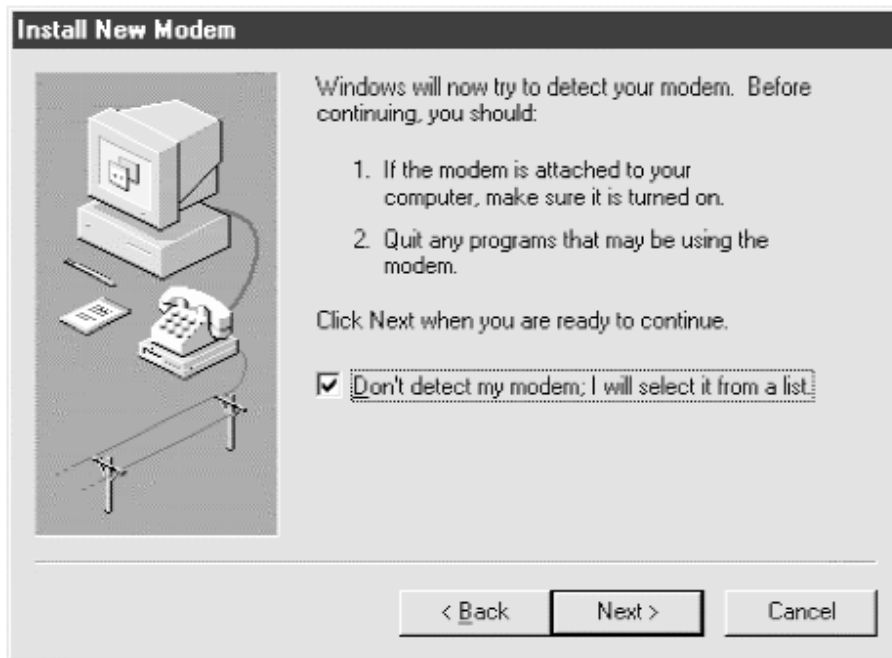 Install New Modem
Windows will now try to detect your modem. Before
continuing, you should:
1. If the modem is attached to your
computer, make sure it is turned on.
2. Quit any programs that may be using the
modem.
Click Next when you are ready to continue.
Don't detect my modem; I will select it from a list.
< Back
Next >
Cancel